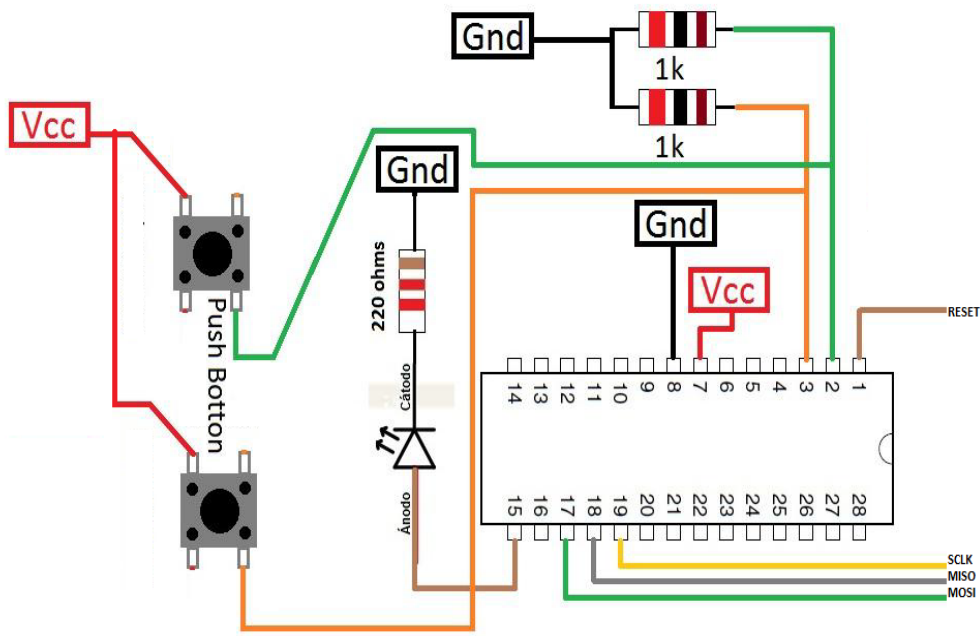 Gnd
1k
1k
Vcc
Gnd
220 ohms
Cátodo
Ánodo
Push Botton
Gnd
Vcc
RESET
14 13 12 11 10 9 8 7 6 5 4 3 2 1
15 16 17 18 19 20 21 22 23 24 25 26 27 28
SCLK
MISO
MOSI